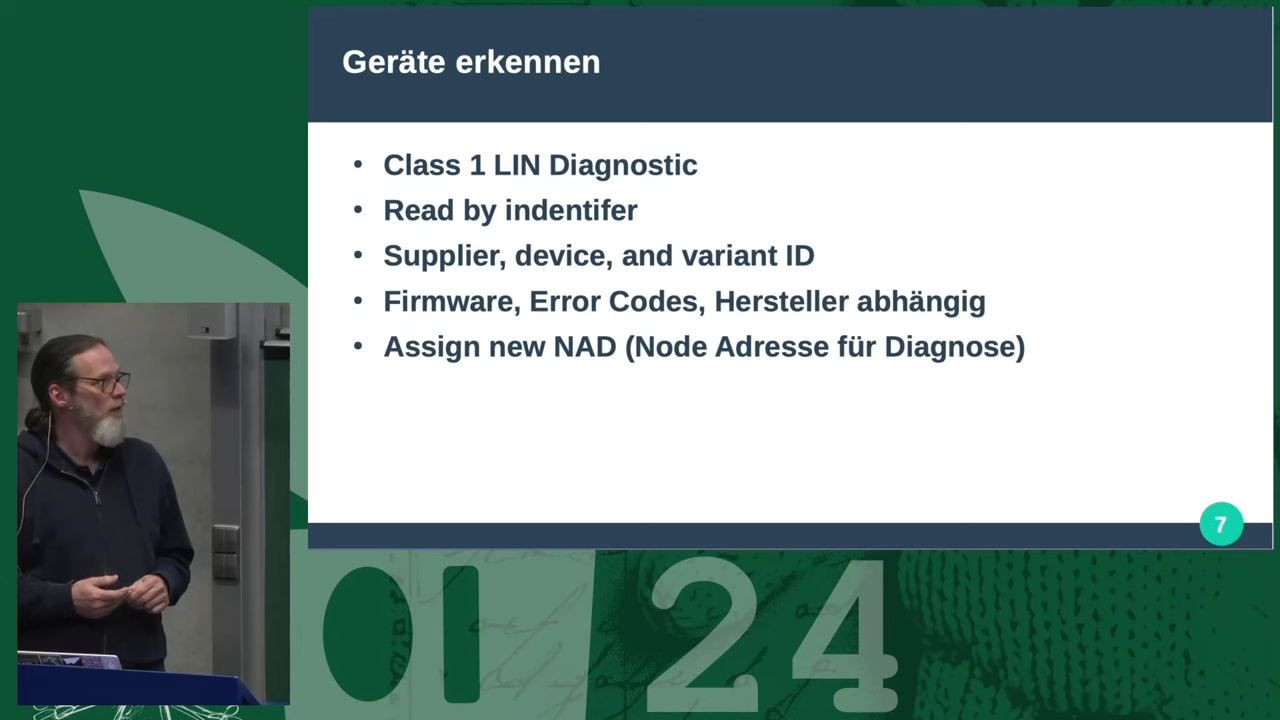 Geräte erkennen
• Class 1 LIN Diagnostic
• Read by indentifer
• Supplier, device, and variant ID
• Firmware, Error Codes, Hersteller abhängig
• Assign new NAD (Node Adresse für Diagnose)
7
24